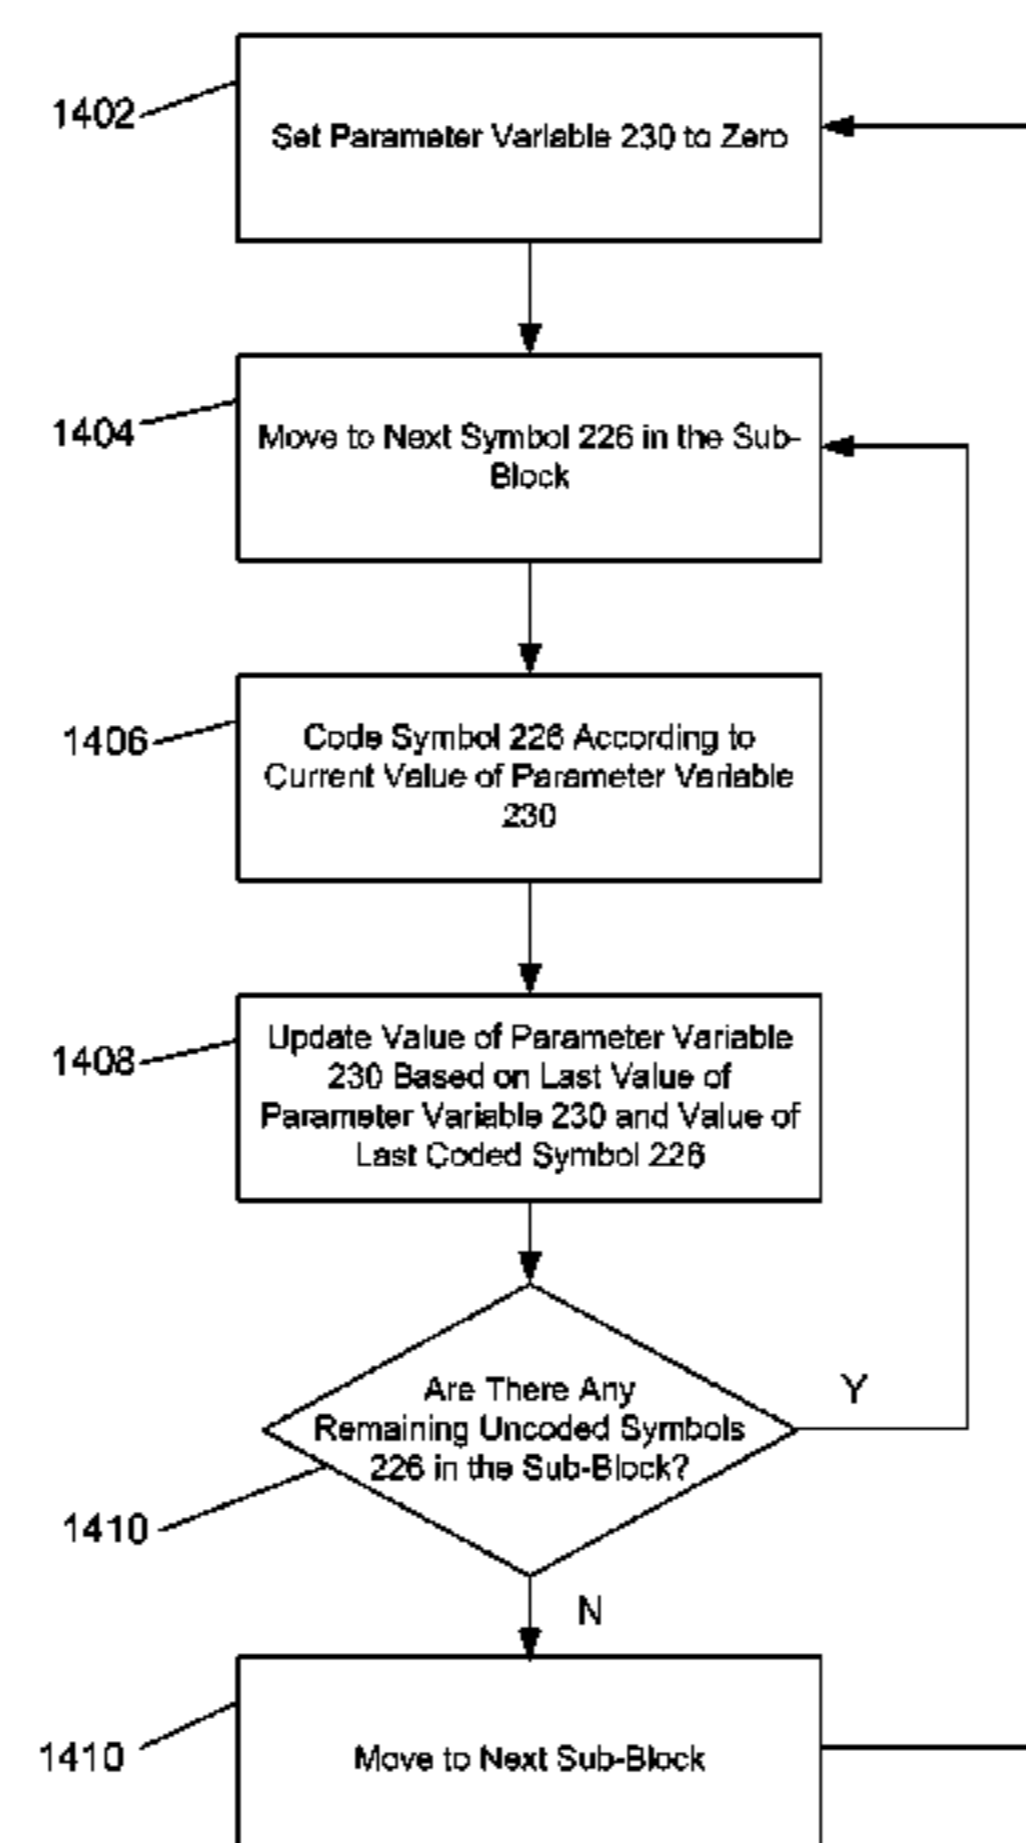 1402
Set Parameter Variable 230 to Zero
1404
Move to Next Symbol 226 in the Sub-
Block
1406
Code Symbol 226 According to
Current Value of Parameter Variable
230
1408
Update Value of Parameter Variable
230 Based on Last Value of
Parameter Variable 230 and Value of
Last Coded Symbol 226
Are There Any
Remaining Uncoded Symbols
226 in the Sub-Block?
Y
1410
N
1410
Move to Next Sub-Block